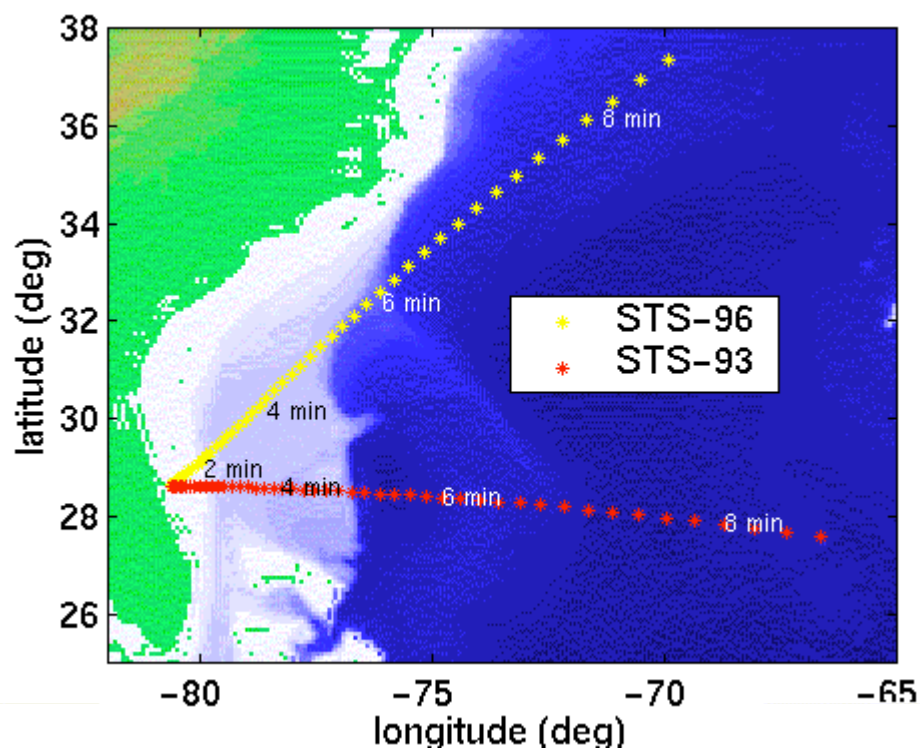 38
36
34
32
30
28
26
latitude (deg)
8 min
6 min
STS-96
STS-93
4 min
2 min
4 min
6 min
8 min
-80
-75
-70
-65
longitude (deg)